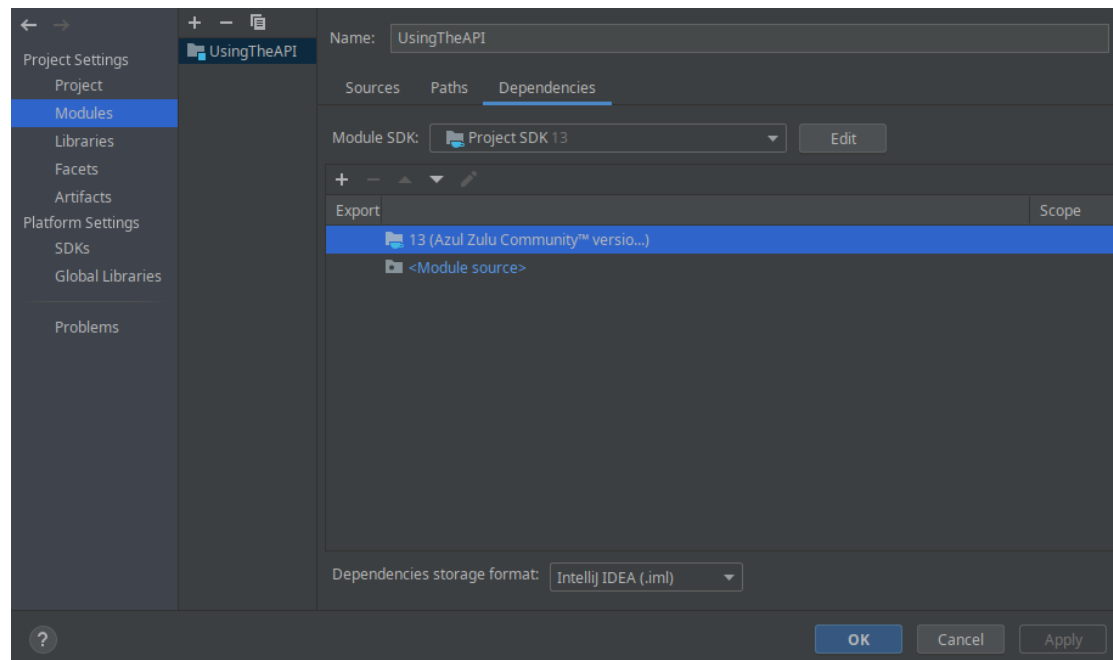 Project Settings
Project
Modules
Libraries
Facets
Artifacts
Platform Settings
SDKs
Global Libraries
Problems
UsingTheAPI
Name: UsingTheAPI
Sources Paths Dependencies
Module SDK: Project SDK 13 Edit
Export Scope
13 (Azul Zulu Community™ versio...)
<Module source>
Dependencies storage format: IntelliJ IDEA (.iml)
? OK Cancel Apply